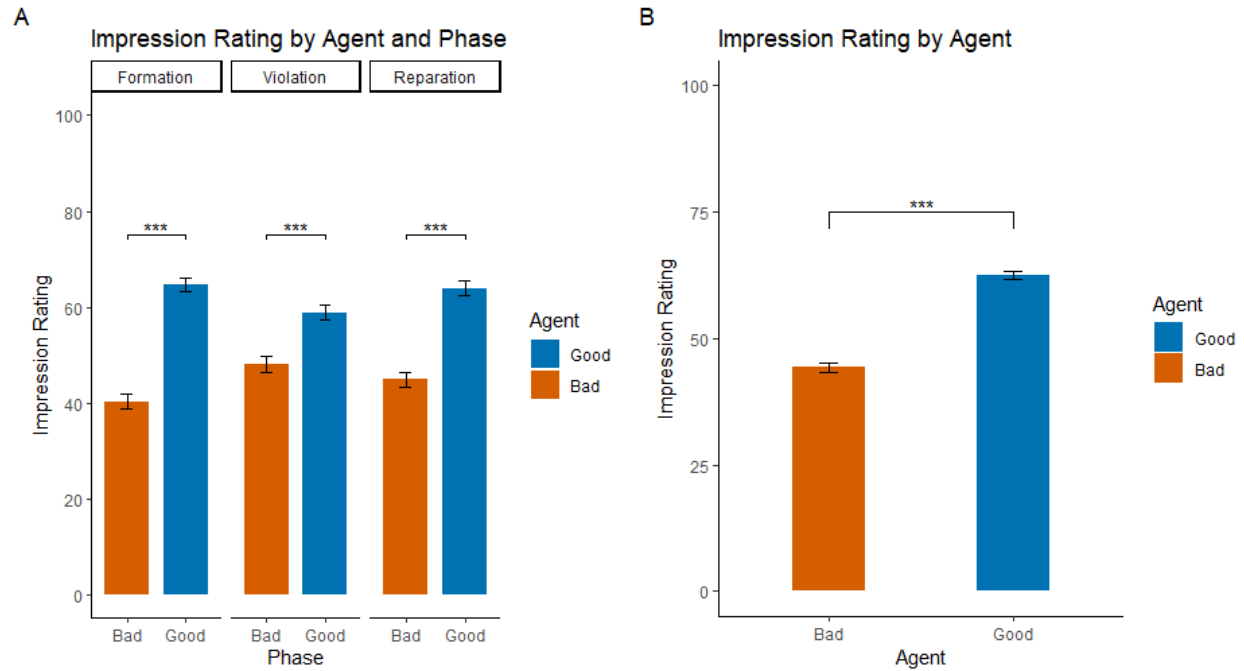 A
Impression Rating by Agent and Phase
Formation
Violation
Reparation
Impression Rating
100
80
60
40
20
0
***
***
***
Bad
Good
Bad
Good
Bad
Good
Phase
Agent
Good
Bad
B
Impression Rating by Agent
Impression Rating
100
75
50
25
0
***
Bad
Good
Agent
Agent
Good
Bad